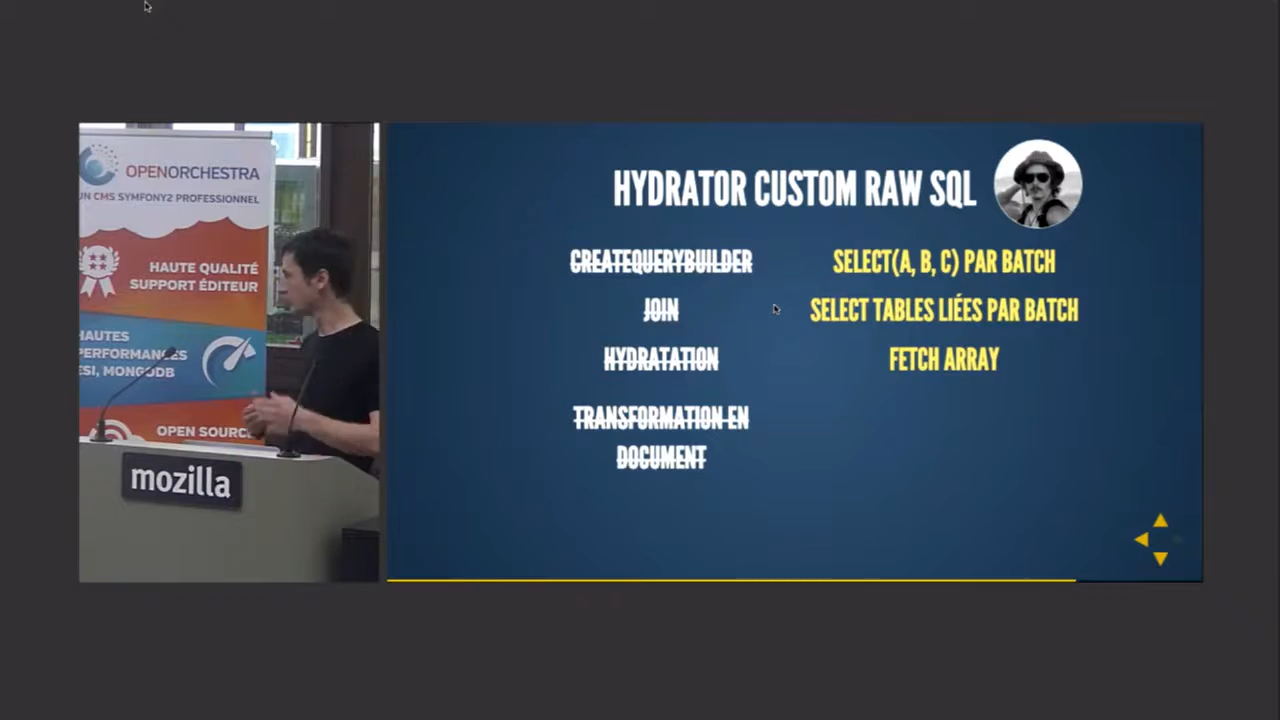 OPENORCHESTRA
UN CMS SYMFONY2 PROFESSIONNEL
HAUTE QUALITÉ
SUPPORT ÉDITEUR
HAUTES
PERFORMANCES
ESI, MONGODB
OPEN SOURC
mozilla
HYDRATOR CUSTOM RAW SQL
CREATEQUERYBUILDER
SELECT(A, B, C) PAR BATCH
JOIN
SELECT TABLES LIÉES PAR BATCH
HYDRATATION
FETCH ARRAY
TRANSFORMATION EN
DOCUMENT